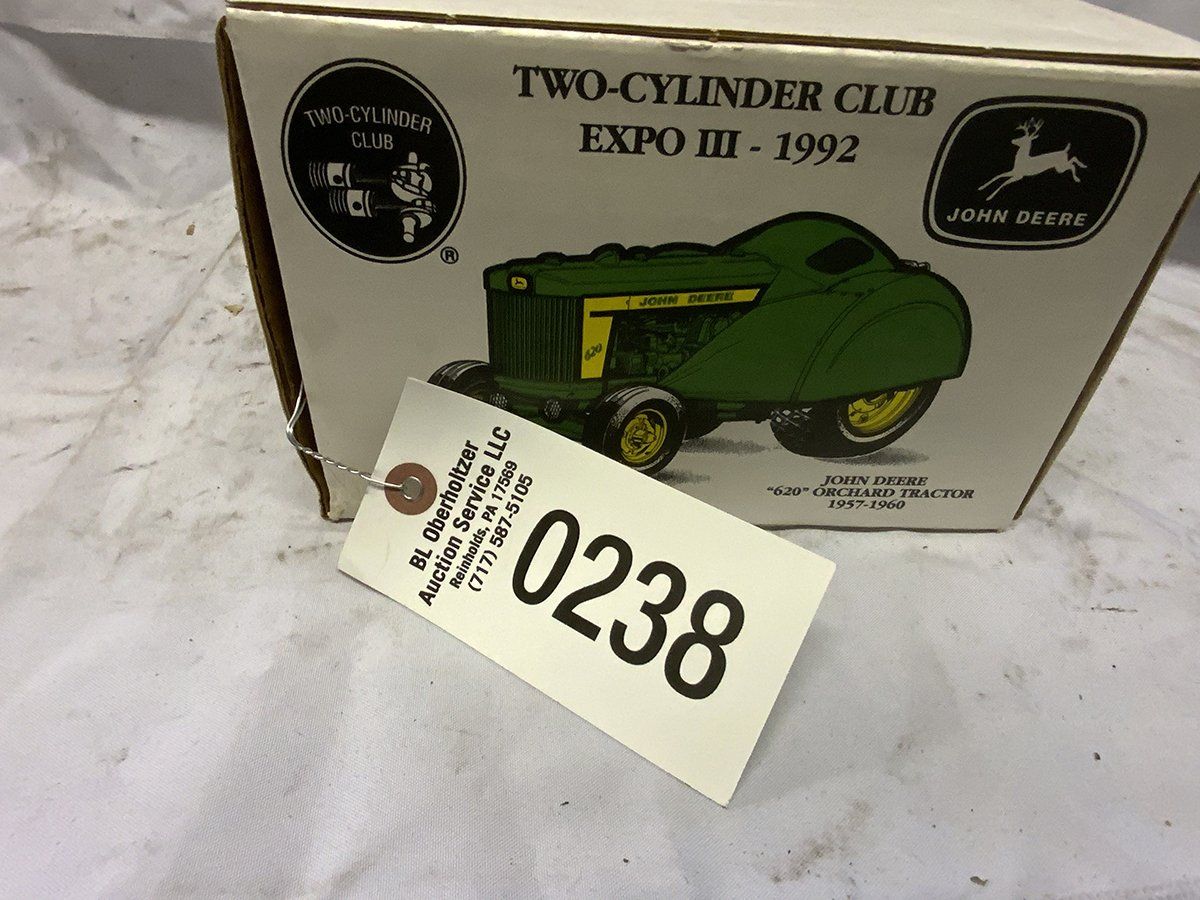 TWO-CYLINDER CLUB
EXPO III - 1992
TWO-CYLINDER
CLUB
®
JOHN DEERE
JOHN DEERE
620
JOHN DEERE
"620" ORCHARD TRACTOR
1957-1960
BL Oberholtzer
Auction Service LLC
Reinholds, PA 17569
(717) 587-5105
0238